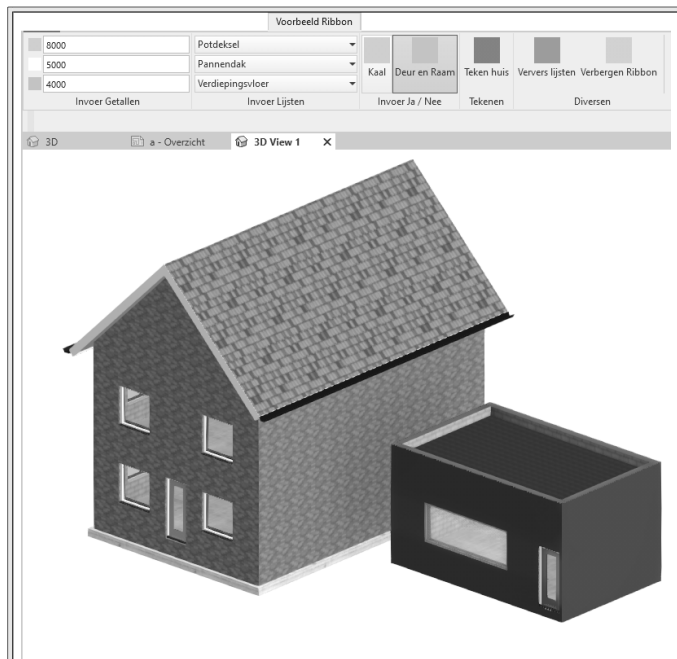 Voorbeeld Ribbon
8000
5000
4000
Invoer Getallen
Potdeksel
Pannendak
Verdiepingsvloer
Invoer Lijsten
Kaal
Deur en Raam
Invoer Ja / Nee
Teken huis
Tekenen
Ververs lijsten
Verbergen Ribbon
Diversen
3D
a - Overzicht
3D View 1